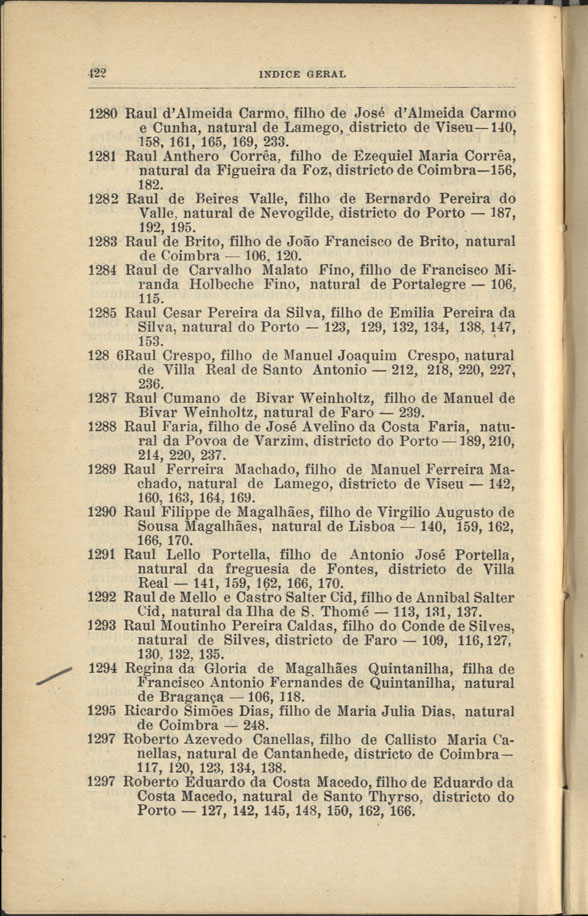 422
INDICE GERAL
1280 Raul d'Almeida Carmo, filho de José d'Almeida Carmo
e Cunha, natural de Lamego, districto de Viseu—140,
158, 161, 165, 169, 233.
1281 Raul Anthero Corrêa, filho de Ezequiel Maria Corrêa,
natural da Figueira da Foz, districto de Coimbra—156,
182.
1282 Raul de Beires Valle, filho de Bernardo Pereira do
Valle, natural de Nevogilde, districto do Porto — 187,
192, 195.
1283 Raul de Brito, filho de João Francisco de Brito, natural
de Coimbra — 106, 120.
1284 Raul de Carvalho Malato Fino, filho de Francisco Mi-
randa Holbeche Fino, natural de Portalegre — 106,
115.
1285 Raul Cesar Pereira da Silva, filho de Emilia Pereira da
Silva, natural do Porto — 123, 129, 132, 134, 138, 147,
153.
128 6Raul Crespo, filho de Manuel Joaquim Crespo, natural
de Villa Real de Santo Antonio — 212, 218, 220, 227,
236.
1287 Raul Cumano de Bivar Weinholtz, filho de Manuel de
Bivar Weinholtz, natural de Faro — 239.
1288 Raul Faria, filho de José Avelino da Costa Faria, natu-
ral da Povoa de Varzim, districto do Porto — 189, 210,
214, 220, 237.
1289 Raul Ferreira Machado, filho de Manuel Ferreira Ma-
chado, natural de Lamego, districto de Viseu — 142,
160, 163, 164, 169.
1290 Raul Filippe de Magalhães, filho de Virgilio Augusto de
Sousa Magalhães, natural de Lisboa — 140, 159, 162,
166, 170.
1291 Raul Lello Portella, filho de Antonio José Portella,
natural da freguesia de Fontes, districto de Villa
Real — 141, 159, 162, 166, 170.
1292 Raul de Mello e Castro Salter Cid, filho de Annibal Salter
Cid, natural da Ilha de S. Thomé — 113, 131, 137.
1293 Raul Moutinho Pereira Caldas, filho do Conde de Silves,
natural de Silves, districto de Faro — 109, 116, 127,
130, 132, 135.
1294 Regina da Gloria de Magalhães Quintanilha, filha de
Francisco Antonio Fernandes de Quintanilha, natural
de Bragança — 106, 118.
1295 Ricardo Simões Dias, filho de Maria Julia Dias, natural
de Coimbra — 248.
1297 Roberto Azevedo Canellas, filho de Callisto Maria Ca-
nellas, natural de Cantanhede, districto de Coimbra—
117, 120, 123, 134, 138.
1297 Roberto Eduardo da Costa Macedo, filho de Eduardo da
Costa Macedo, natural de Santo Thyrso, districto do
Porto — 127, 142, 145, 148, 150, 162, 166.